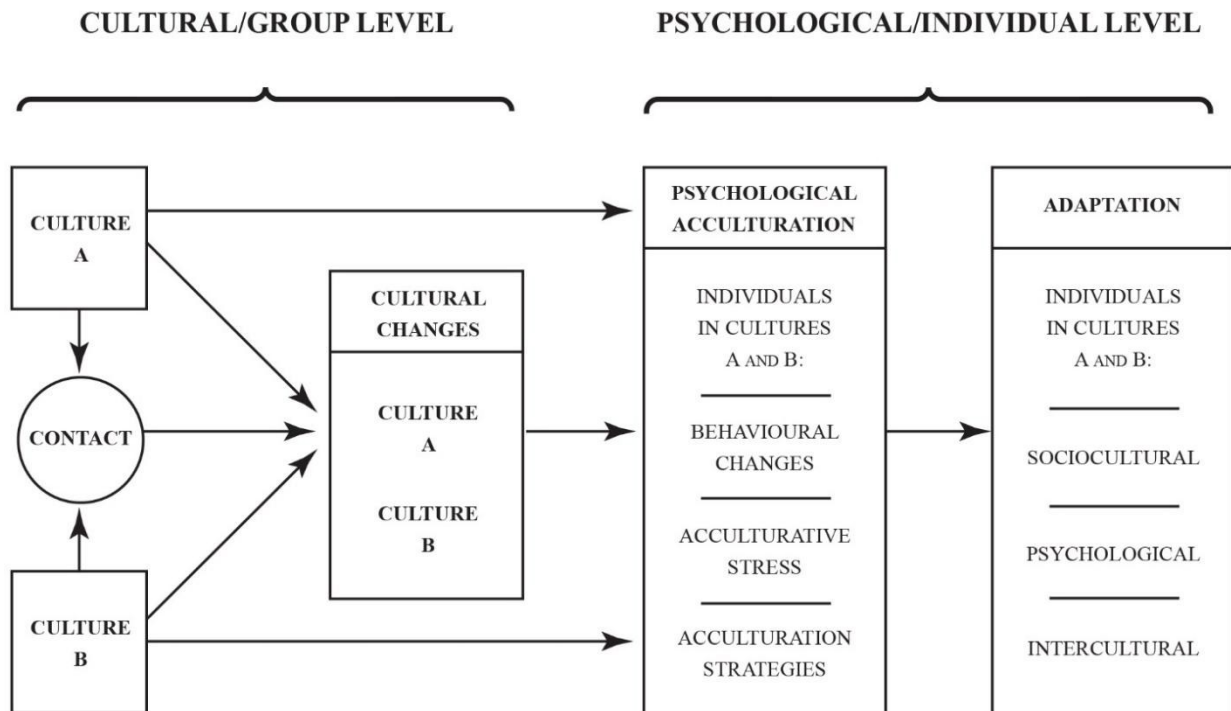 CULTURAL/GROUP LEVEL
PSYCHOLOGICAL/INDIVIDUAL LEVEL
CULTURE
A
CONTACT
CULTURE
B
CULTURAL
CHANGES
CULTURE
A
CULTURE
B
PSYCHOLOGICAL
ACCULTURATION
INDIVIDUALS
IN CULTURES
A AND B:
BEHAVIOURAL
CHANGES
ACCULTURATIVE
STRESS
ACCULTURATION
STRATEGIES
ADAPTATION
INDIVIDUALS
IN CULTURES
A AND B:
SOCIOCULTURAL
PSYCHOLOGICAL
INTERCULTURAL